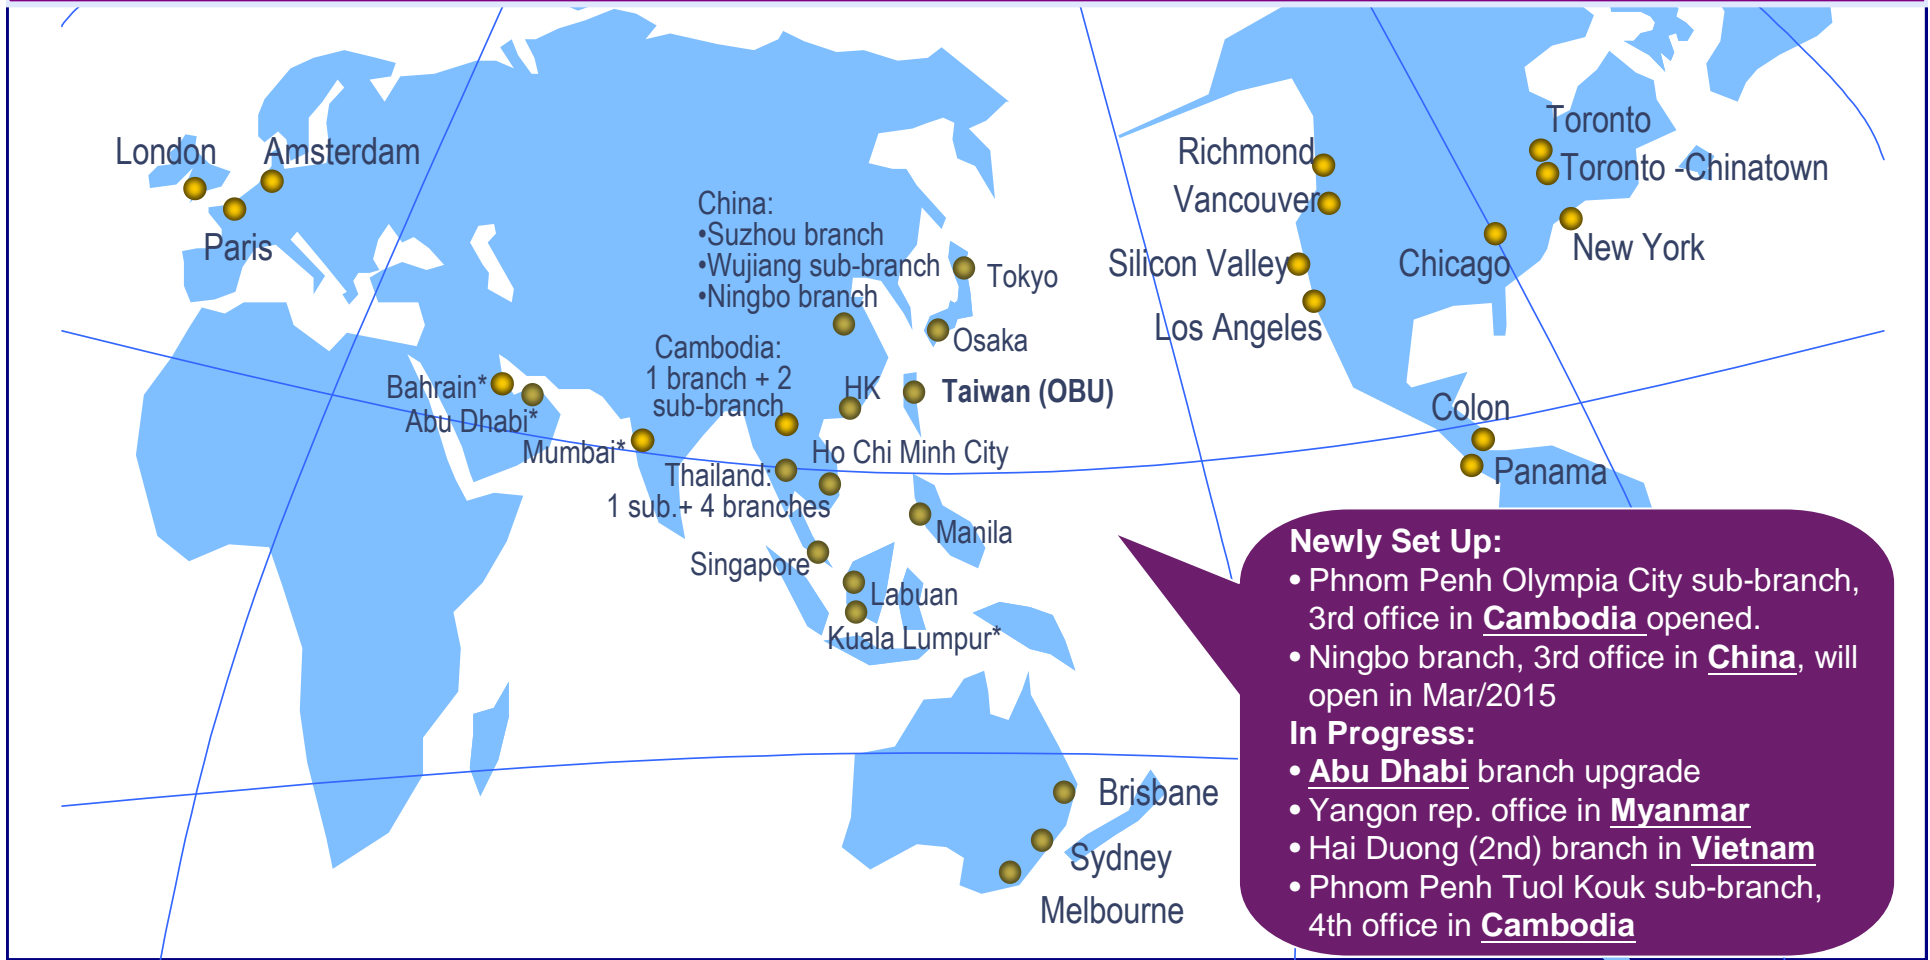 London
Amsterdam
Paris
China:
•Suzhou branch
•Wujiang sub-branch
•Ningbo branch
Tokyo
Osaka
Cambodia:
1 branch + 2
sub-branch
HK
Taiwan (OBU)
Bahrain*
Abu Dhabi*
Mumbai*
Ho Chi Minh City
Thailand:
1 sub.+ 4 branches
Manila
Singapore
Labuan
Kuala Lumpur*
Brisbane
Sydney
Melbourne
Richmond
Vancouver
Silicon Valley
Los Angeles
Toronto
Toronto -Chinatown
New York
Chicago
Colon
Panama
Newly Set Up:
• Phnom Penh Olympia City sub-branch,
3rd office in Cambodia opened.
• Ningbo branch, 3rd office in China, will
open in Mar/2015
In Progress:
• Abu Dhabi branch upgrade
• Yangon rep. office in Myanmar
• Hai Duong (2nd) branch in Vietnam
• Phnom Penh Tuol Kouk sub-branch,
4th office in Cambodia